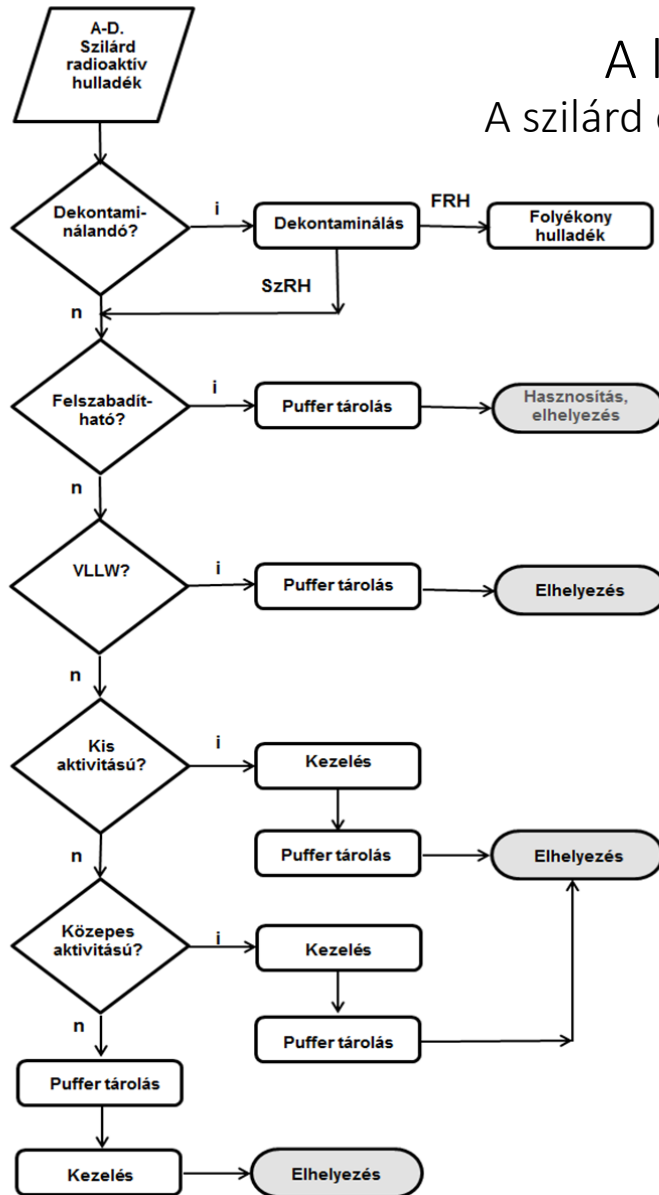 A-D.
Szilárd
radioaktív
hulladék
A l
A szilárd
Dekontami-
nálandó?
i
Dekontaminálás
FRH
Folyékony
hulladék
SzRH
n
Felszabadít-
ható?
i
Puffer tárolás
Hasznosítás,
elhelyezés
n
VLLW?
i
Puffer tárolás
Elhelyezés
n
Kis
aktivitású?
i
Kezelés
Puffer tárolás
Elhelyezés
n
Közepes
aktivitású?
i
Kezelés
Puffer tárolás
n
Puffer tárolás
Kezelés
Elhelyezés